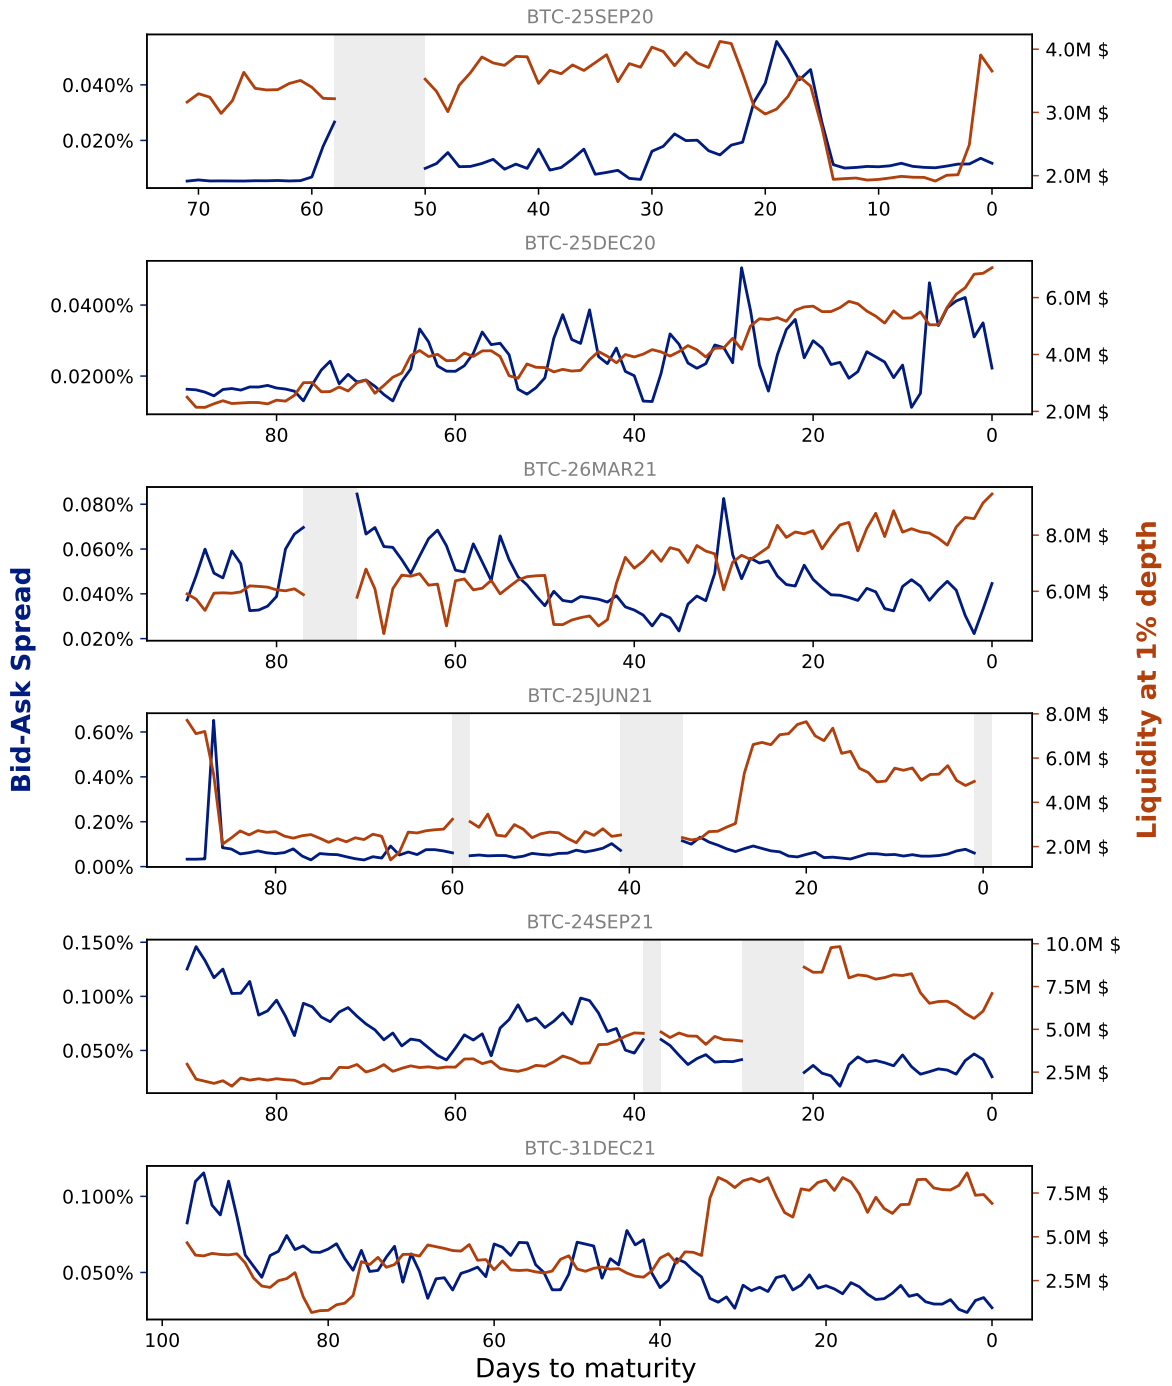 BTC-25SEP20
0.040%
0.020%
4.0M $
3.0M $
2.0M $
70 60 50 40 30 20 10 0
BTC-25DEC20
0.0400%
0.0200%
6.0M $
4.0M $
2.0M $
80 60 40 20 0
BTC-26MAR21
0.080%
0.060%
0.040%
0.020%
8.0M $
6.0M $
80 60 40 20 0
Bid-Ask Spread
Liquidity at 1% depth
BTC-25JUN21
0.60%
0.40%
0.20%
0.00%
8.0M $
6.0M $
4.0M $
2.0M $
80 60 40 20 0
BTC-24SEP21
0.150%
0.100%
0.050%
10.0M $
7.5M $
5.0M $
2.5M $
80 60 40 20 0
BTC-31DEC21
0.100%
0.050%
7.5M $
5.0M $
2.5M $
100 80 60 40 20 0
Days to maturity